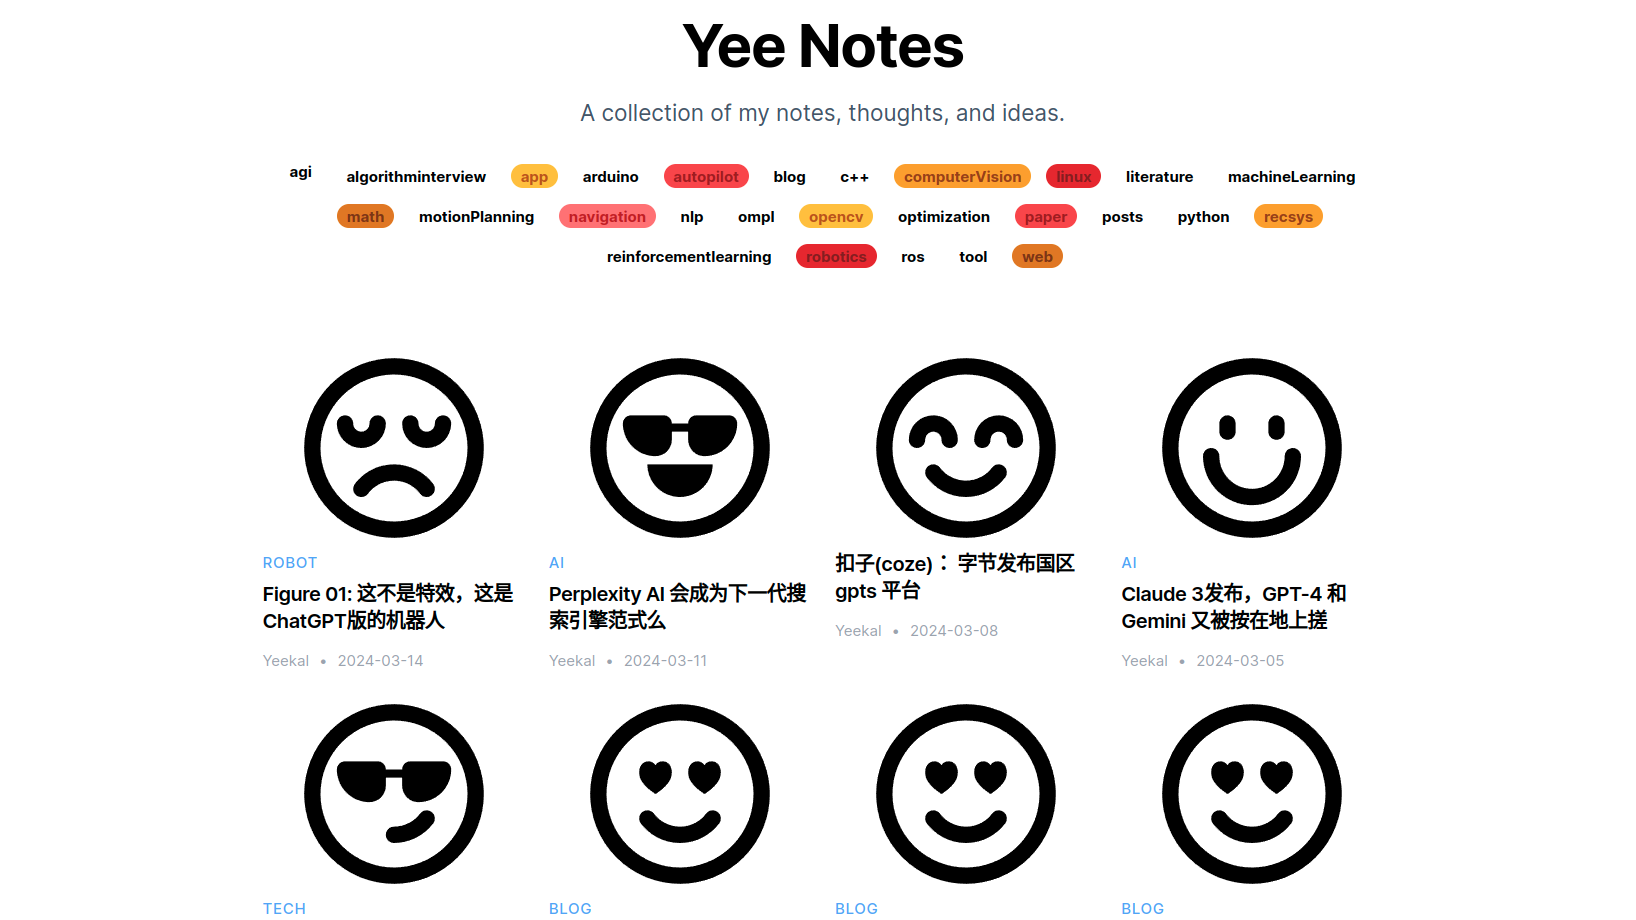 Yee Notes
A collection of my notes, thoughts, and ideas.
agi algorithminterview app arduino autopilot blog c++ computerVision linux literature machineLearning
math motionPlanning navigation nlp ompl opencv optimization paper posts python recsys
reinforcementlearning robotics ros tool web
ROBOT
Figure 01: 这不是特效，这是
ChatGPT版的机器人
Yeekal • 2024-03-14
AI
Perplexity AI 会成为下一代搜
索引擎范式么
Yeekal • 2024-03-11
扣子(coze)： 字节发布国区
gpts 平台
Yeekal • 2024-03-08
AI
Claude 3发布，GPT-4 和
Gemini 又被按在地上搓
Yeekal • 2024-03-05
TECH
BLOG
BLOG
BLOG